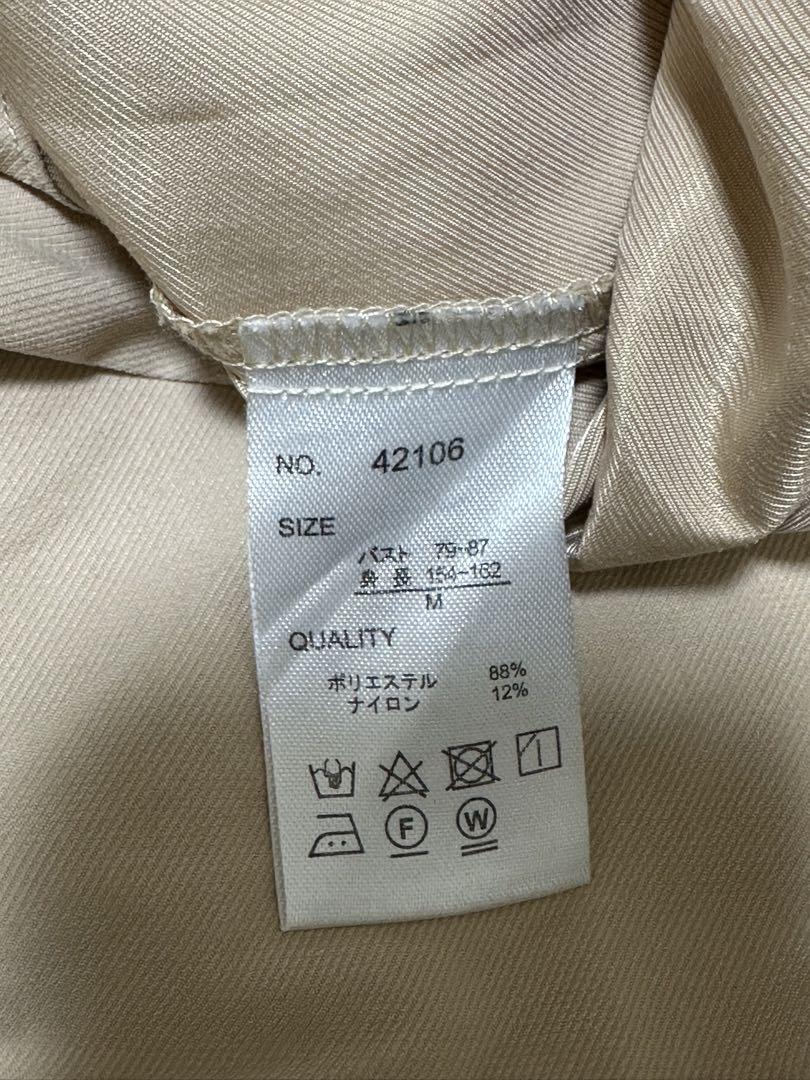 NO. 42106
SIZE
バスト 79~87
身長 154~162
M
QUALITY
ポリエステル 88%
ナイロン 12%
F W